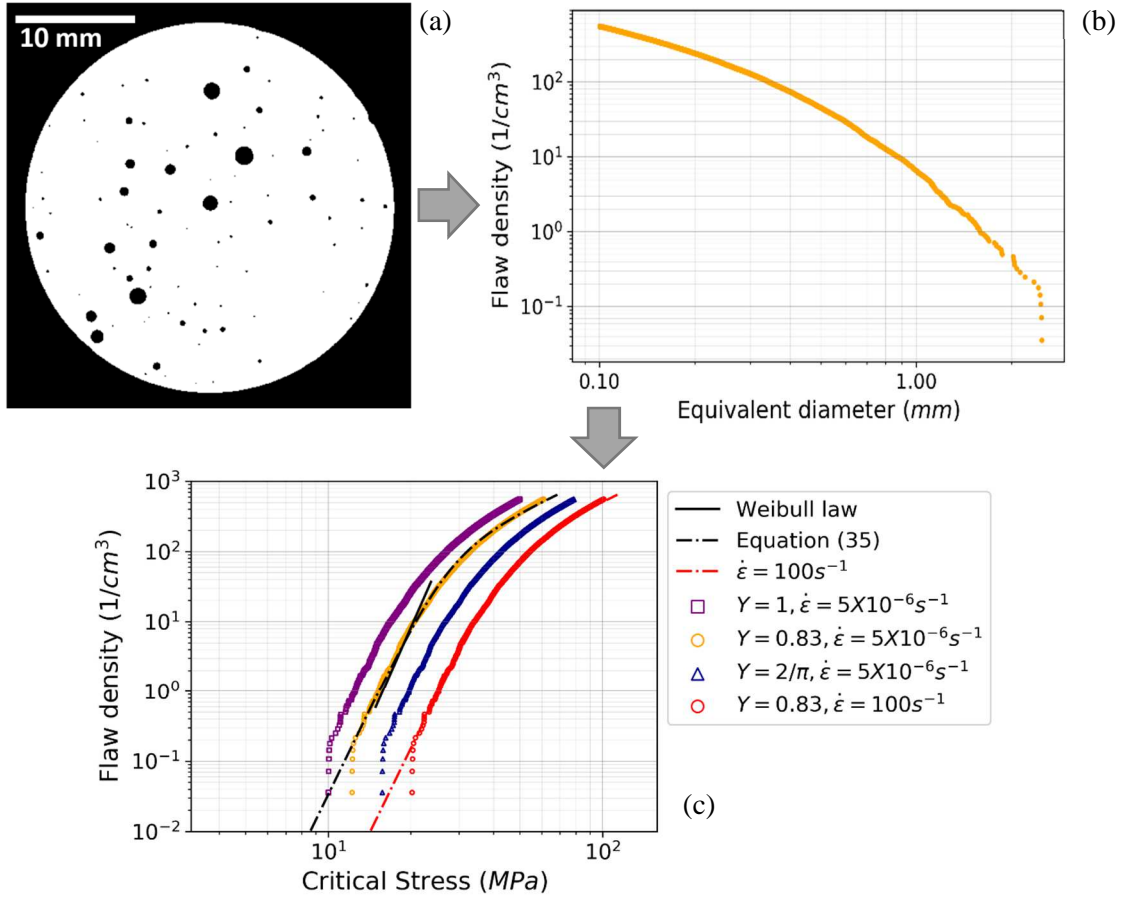 (a)
10 mm
(b)
Flaw density (1/cm³)
10²
10¹
10⁰
10⁻¹
0.10
1.00
Equivalent diameter (mm)
Flaw density (1/cm³)
10³
10²
10¹
10⁰
10⁻¹
10⁻²
10¹
10²
Critical Stress (MPa)
Weibull law
Equation (35)
ε̇ = 100s⁻¹
Y = 1, ε̇ = 5X10⁻⁶s⁻¹
Y = 0.83, ε̇ = 5X10⁻⁶s⁻¹
Y = 2/π, ε̇ = 5X10⁻⁶s⁻¹
Y = 0.83, ε̇ = 100s⁻¹
(c)